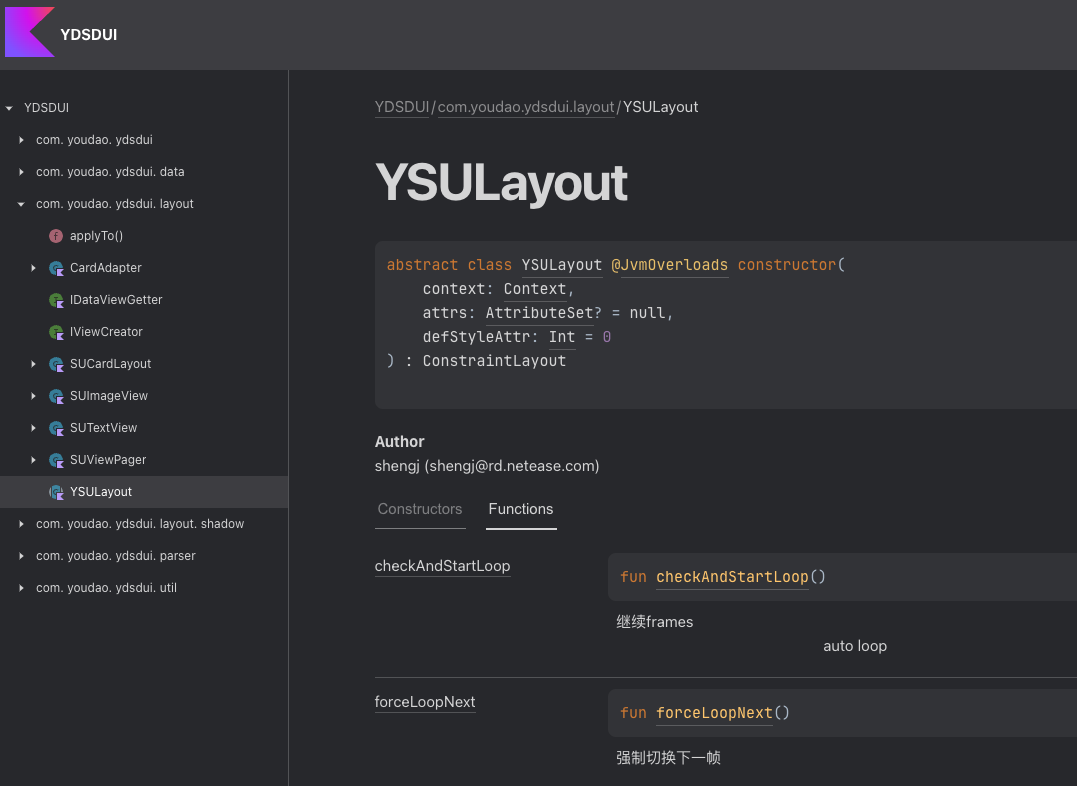 YDSDUI
YDSDUI
com. youdao. ydsdui
com. youdao. ydsdui. data
com. youdao. ydsdui. layout
applyTo()
CardAdapter
IDataViewGetter
IViewCreator
SUCardLayout
SUImageView
SUTextView
SUViewPager
YSULayout
com. youdao. ydsdui. layout. shadow
com. youdao. ydsdui. parser
com. youdao. ydsdui. util
YDSDUI/com.youdao.ydsdui.layout/YSULayout
YSULayout
abstract class YSULayout @JvmOverloads constructor(
context: Context,
attrs: AttributeSet? = null,
defStyleAttr: Int = 0
) : ConstraintLayout
Author
shengj (shengj@rd.netease.com)
Constructors Functions
checkAndStartLoop
fun checkAndStartLoop()
继续frames
auto loop
forceLoopNext
fun forceLoopNext()
强制切换下一帧